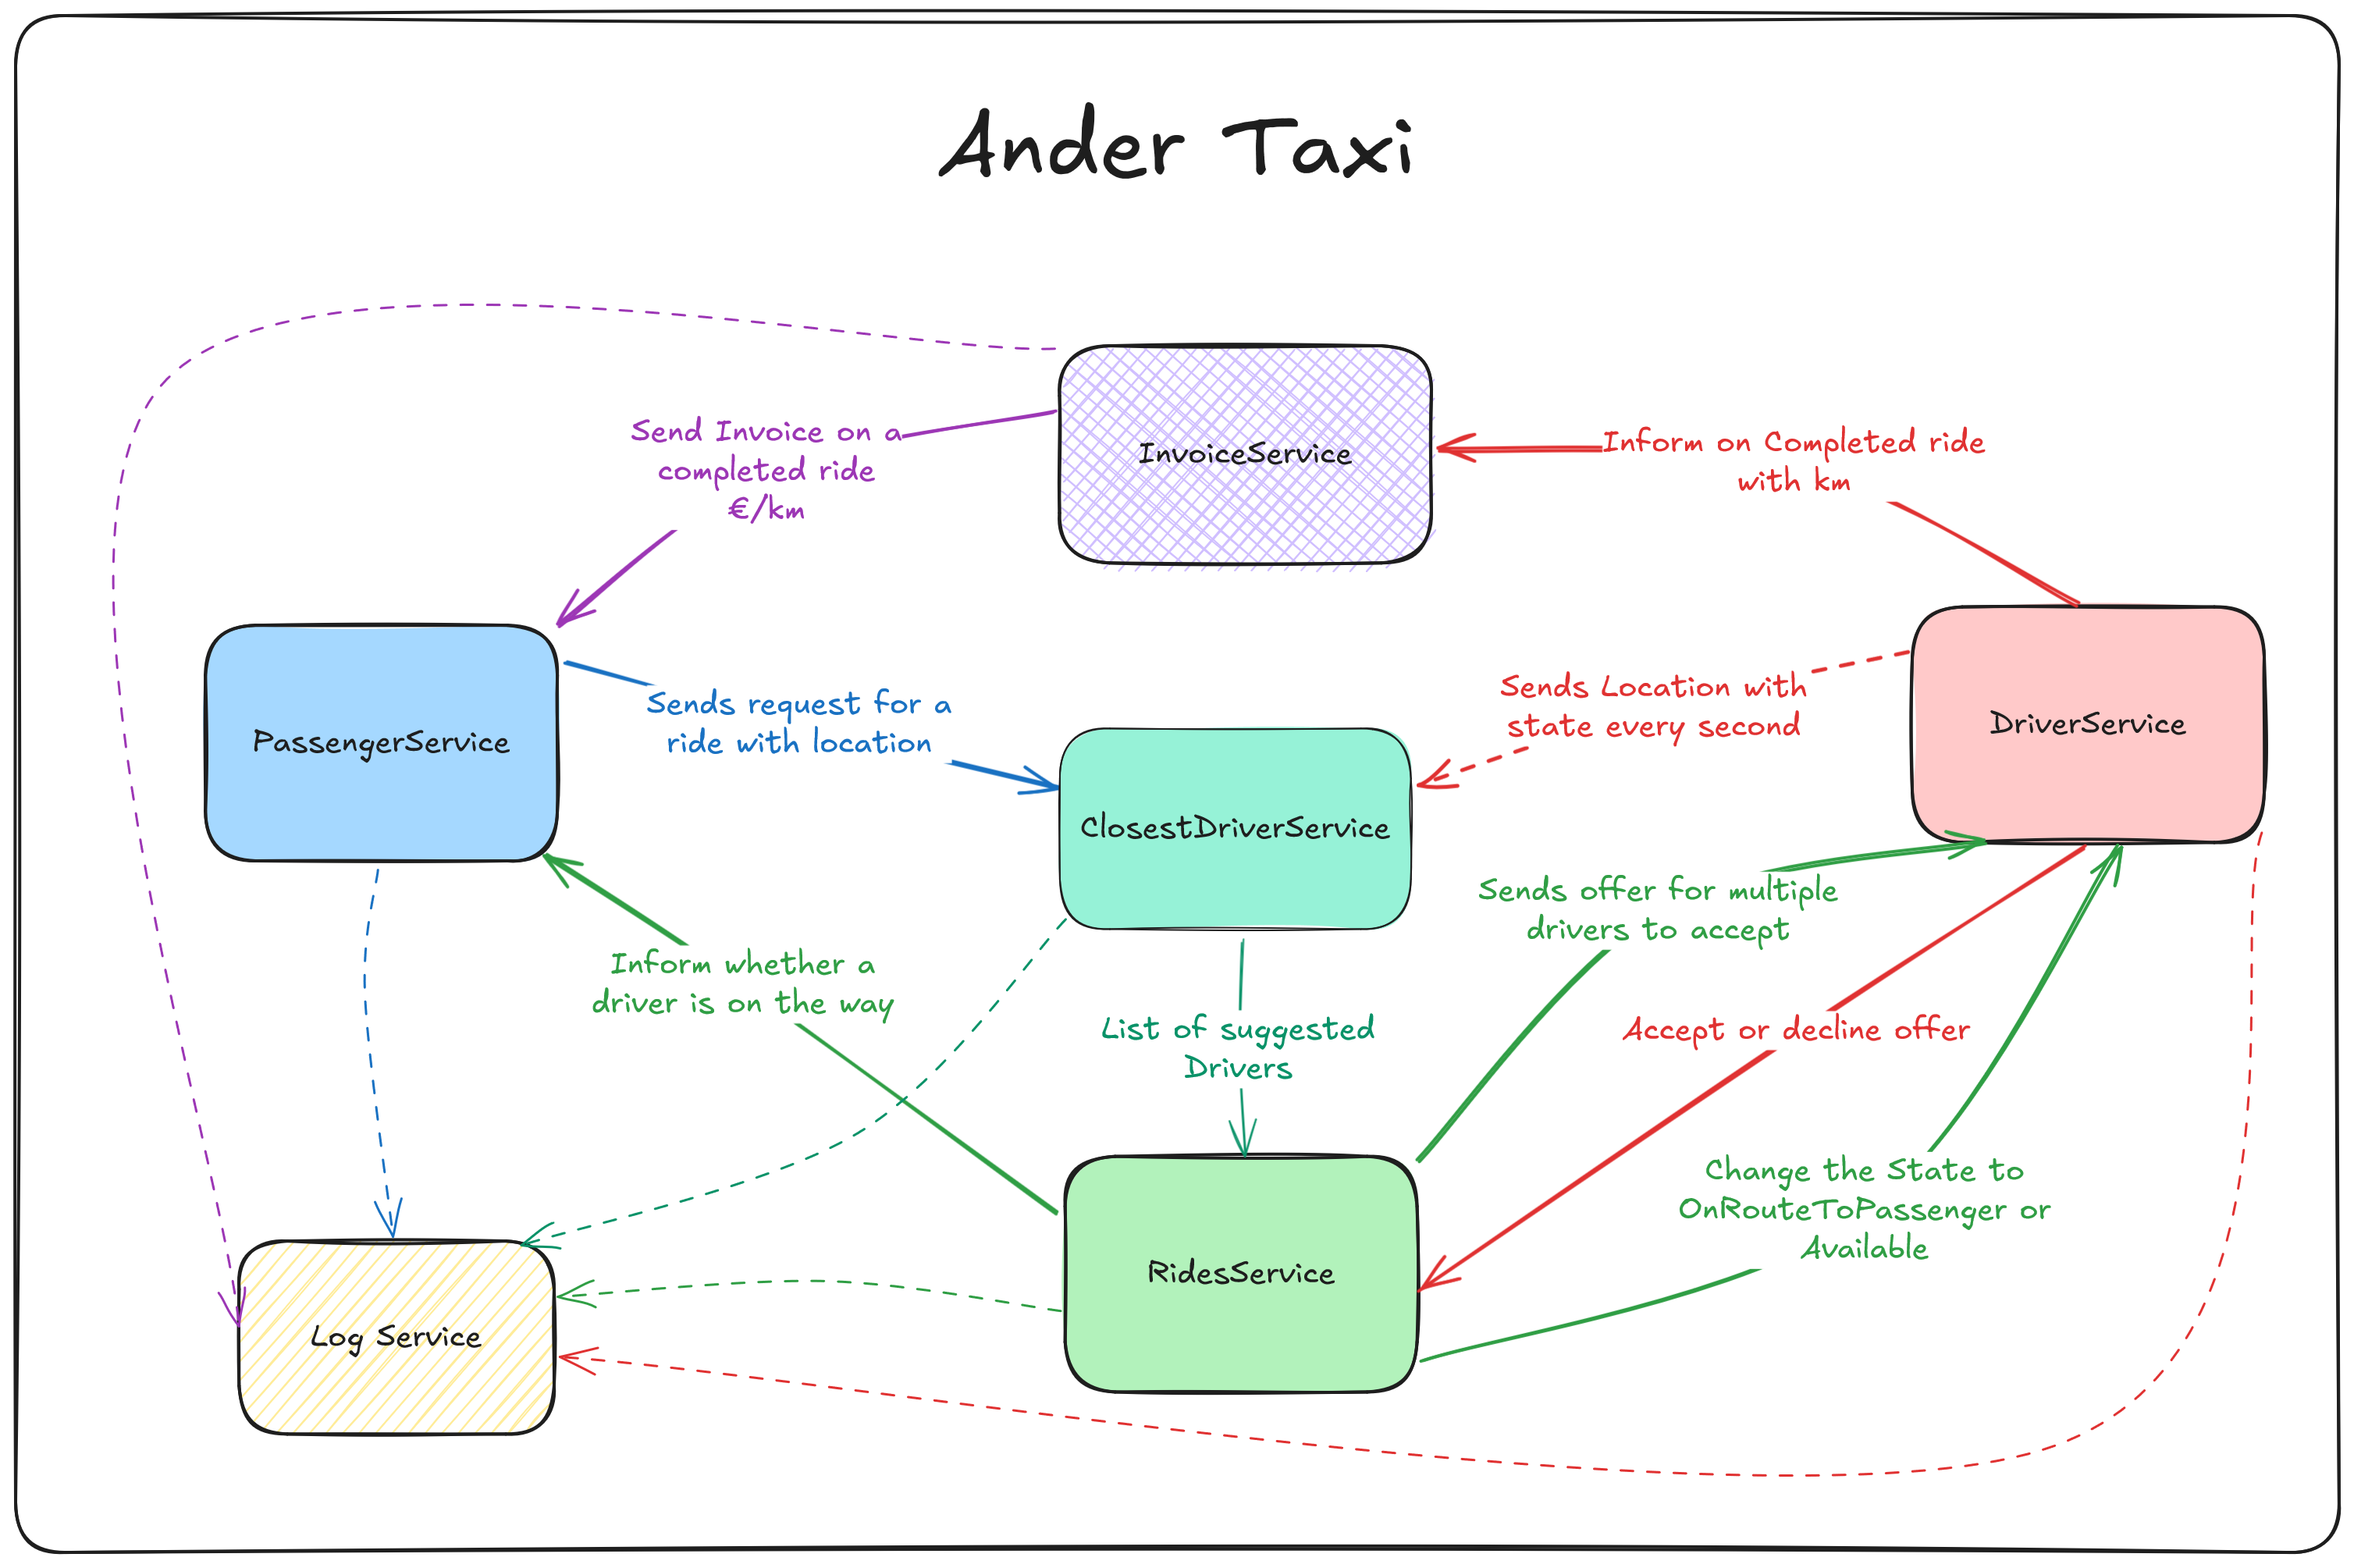 Ander Taxi
Send Invoice on a
completed ride
€/km
InvoiceService
Inform on Completed ride
with km
PassengerService
Sends request for a
ride with location
Sends Location with
state every second
DriverService
ClosestDriverService
Sends offer for multiple
drivers to accept
Inform whether a
driver is on the way
List of suggested
Drivers
Accept or decline offer
Change the State to
OnRouteToPassenger or
Available
RidesService
Log Service